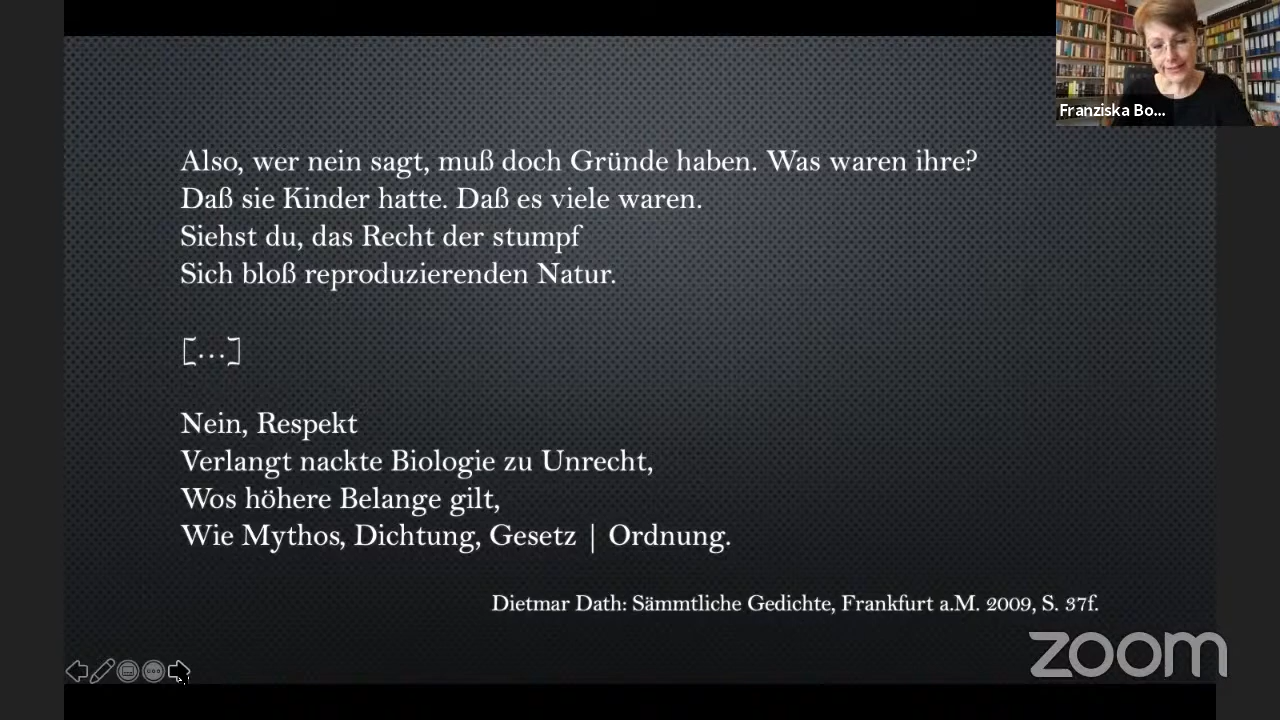 Franziska Bo...
Also, wer nein sagt, muß doch Gründe haben. Was waren ihre?
Daß sie Kinder hatte. Daß es viele waren.
Siehst du, das Recht der stumpf
Sich bloß reproduzierenden Natur.
[…]
Nein, Respekt
Verlangt nackte Biologie zu Unrecht,
Wos höhere Belange gilt,
Wie Mythos, Dichtung, Gesetz | Ordnung.
Dietmar Dath: Sämmtliche Gedichte, Frankfurt a.M. 2009, S. 37f.
zoom